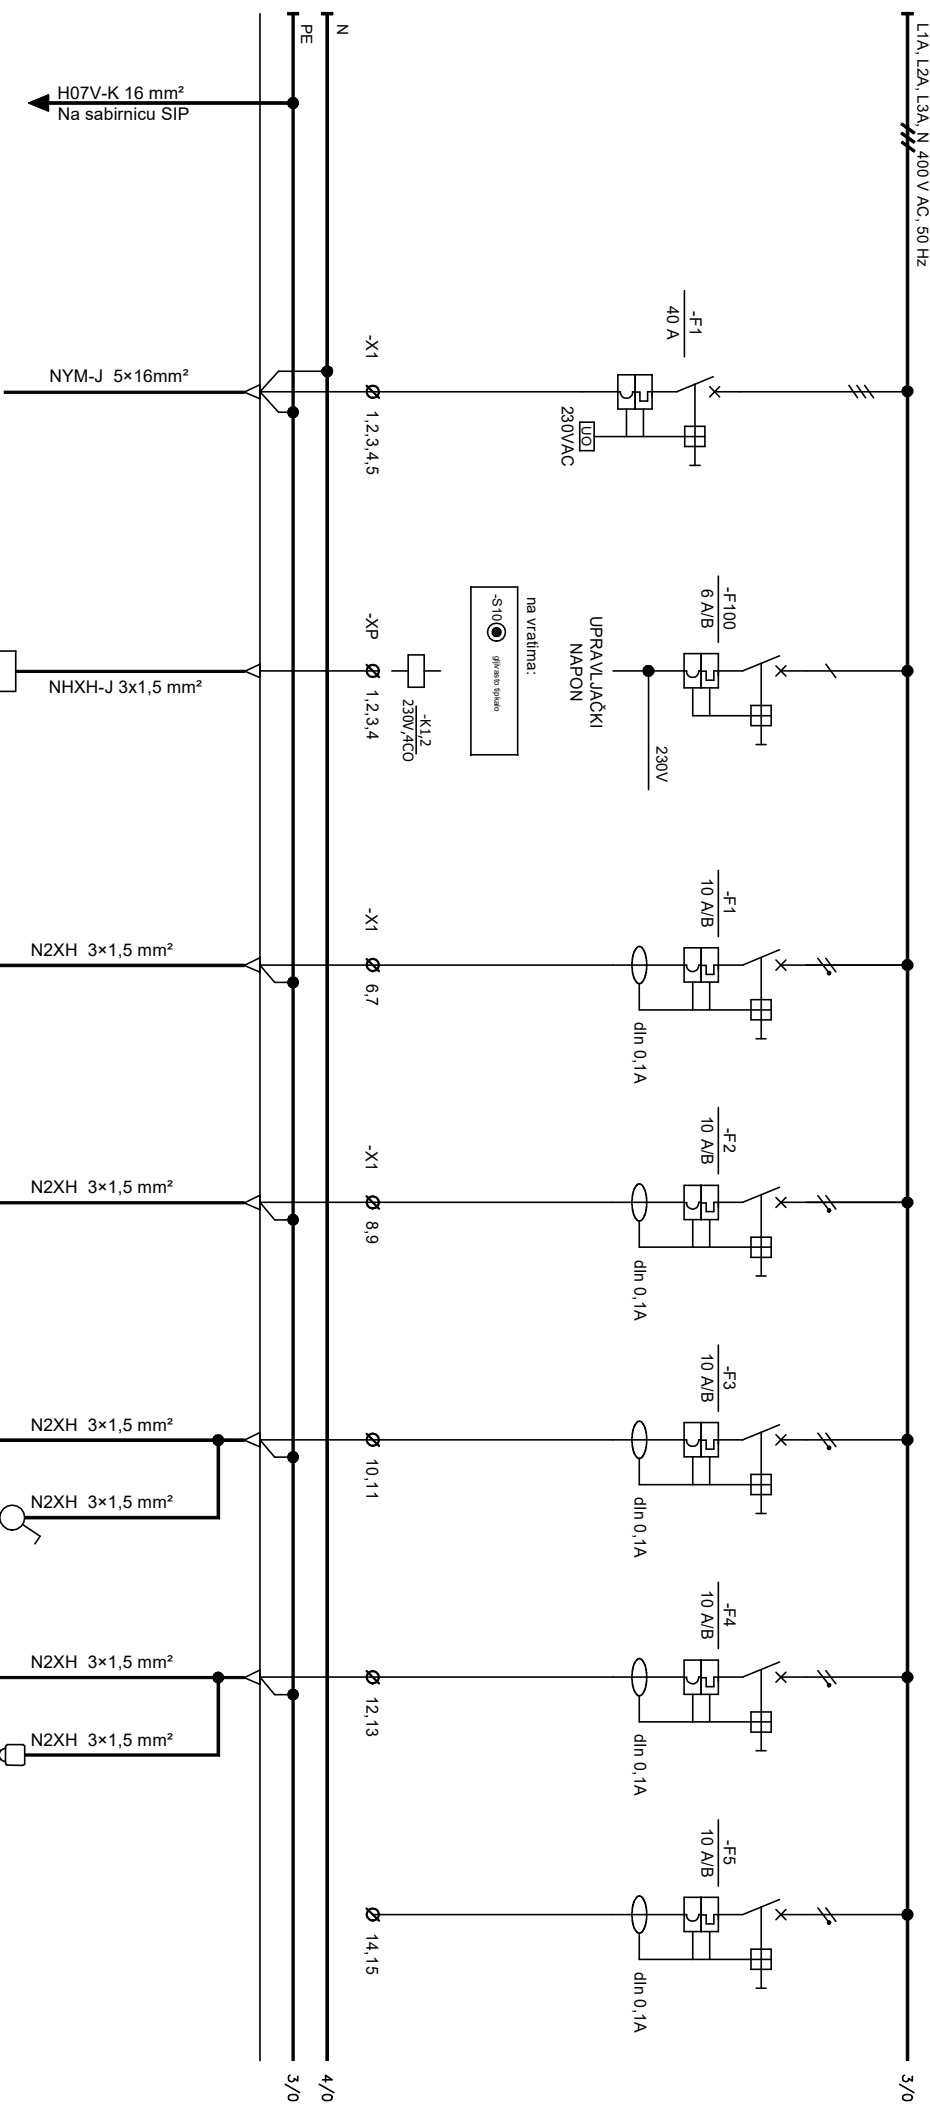 L1A, L2A, L3A, N 400 V AC, 50 Hz
3/0
N
4/0
PE
3/0
H07V-K 16 mm²
Na sabirnicu SIP
-F1
40 A
UO
230VAC
-X1
1,2,3,4,5
NYM-J 5×16mm²
-F100
6 A/B
230V
UPRAVLJAČKI
NAPON
na vratima:
-S10
gljivasto tipkalo
-K1,2
230V,4CO
-XP
1,2,3,4
NHXH-J 3x1,5 mm²
-F1
10 A/B
dIn 0,1A
-X1
6,7
N2XH 3×1,5 mm²
-F2
10 A/B
dIn 0,1A
-X1
8,9
N2XH 3×1,5 mm²
-F3
10 A/B
dIn 0,1A
10,11
N2XH 3×1,5 mm²
N2XH 3×1,5 mm²
-F4
10 A/B
dIn 0,1A
12,13
N2XH 3×1,5 mm²
N2XH 3×1,5 mm²
-F5
10 A/B
dIn 0,1A
14,15